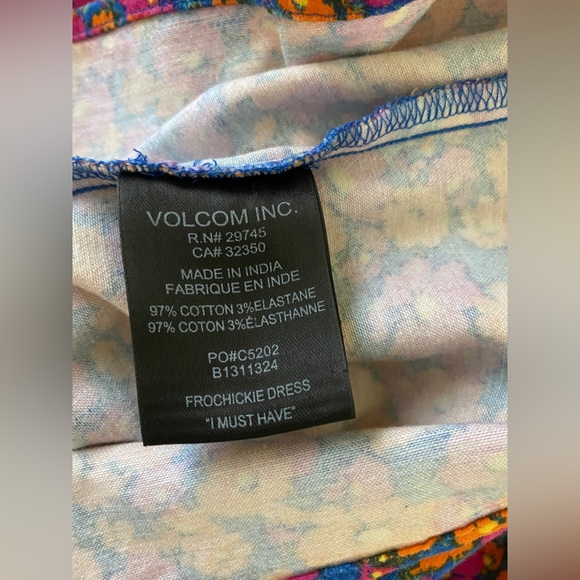 VOLCOM INC.
R.N# 29745
CA# 32350
MADE IN INDIA
FABRIQUE EN INDE
97% COTTON 3%ELASTANE
97% COTON 3%ÉLASTHANNE
PO#C5202
B1311324
FROCHICKIE DRESS
"I MUST HAVE"